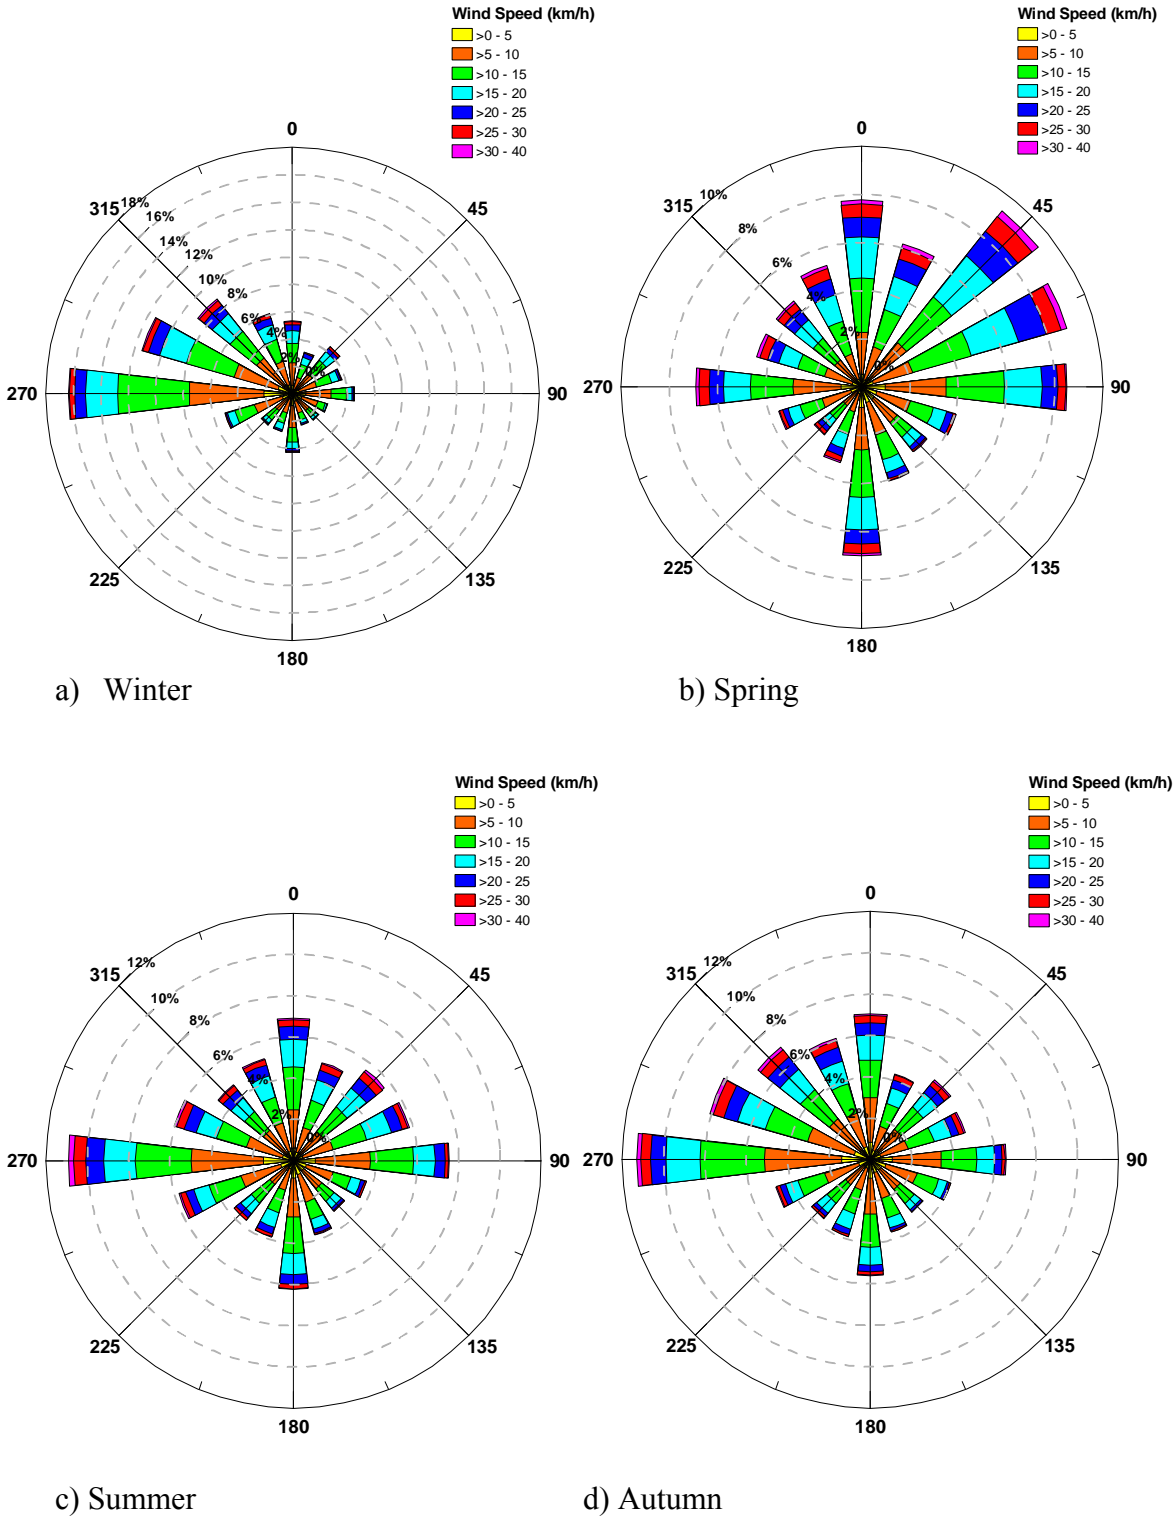 Wind Speed (km/h)
>0 - 5
>5 - 10
>10 - 15
>15 - 20
>20 - 25
>25 - 30
>30 - 40
0
45
90
135
180
225
270
315
18%
16%
14%
12%
10%
8%
6%
4%
2%
0%
a) Winter
Wind Speed (km/h)
>0 - 5
>5 - 10
>10 - 15
>15 - 20
>20 - 25
>25 - 30
>30 - 40
0
45
90
135
180
225
270
315
10%
8%
6%
4%
2%
0%
b) Spring
Wind Speed (km/h)
>0 - 5
>5 - 10
>10 - 15
>15 - 20
>20 - 25
>25 - 30
>30 - 40
0
45
90
135
180
225
270
315
12%
10%
8%
6%
4%
2%
0%
c) Summer
Wind Speed (km/h)
>0 - 5
>5 - 10
>10 - 15
>15 - 20
>20 - 25
>25 - 30
>30 - 40
0
45
90
135
180
225
270
315
12%
10%
8%
6%
4%
2%
0%
d) Autumn